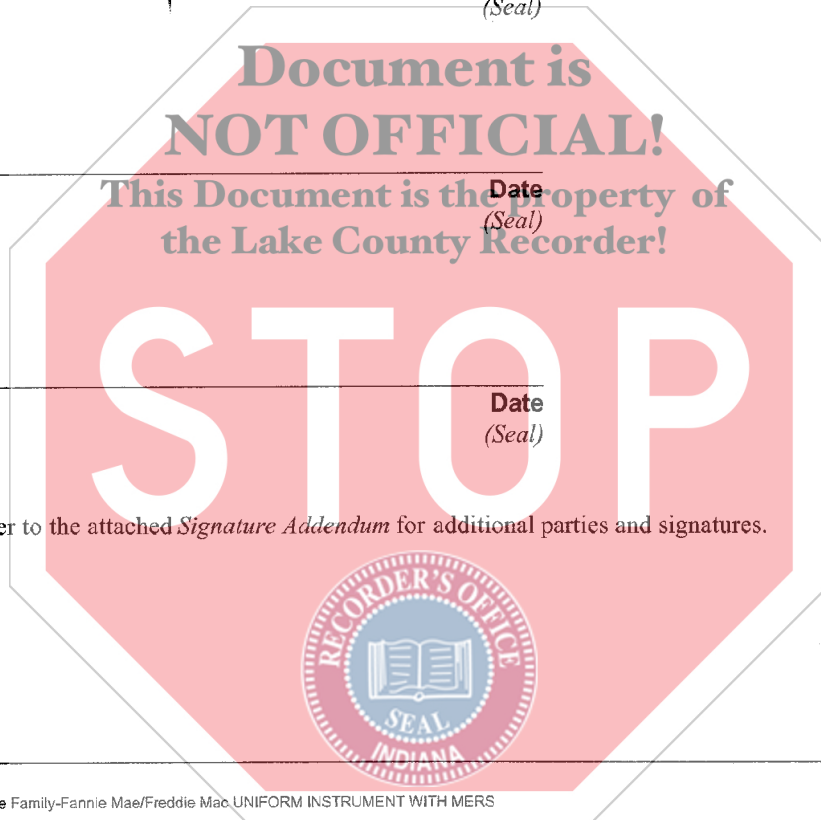 (Seal)
Document is
NOT OFFICIAL!
This Document is the property of
the Lake County Recorder!
Date
(Seal)
STOP
Date
(Seal)
er to the attached Signature Addendum for additional parties and signatures.
RECORDER'S OFFICE
SEAL
INDIANA
e Family-Fannie Mae/Freddie Mac UNIFORM INSTRUMENT WITH MERS